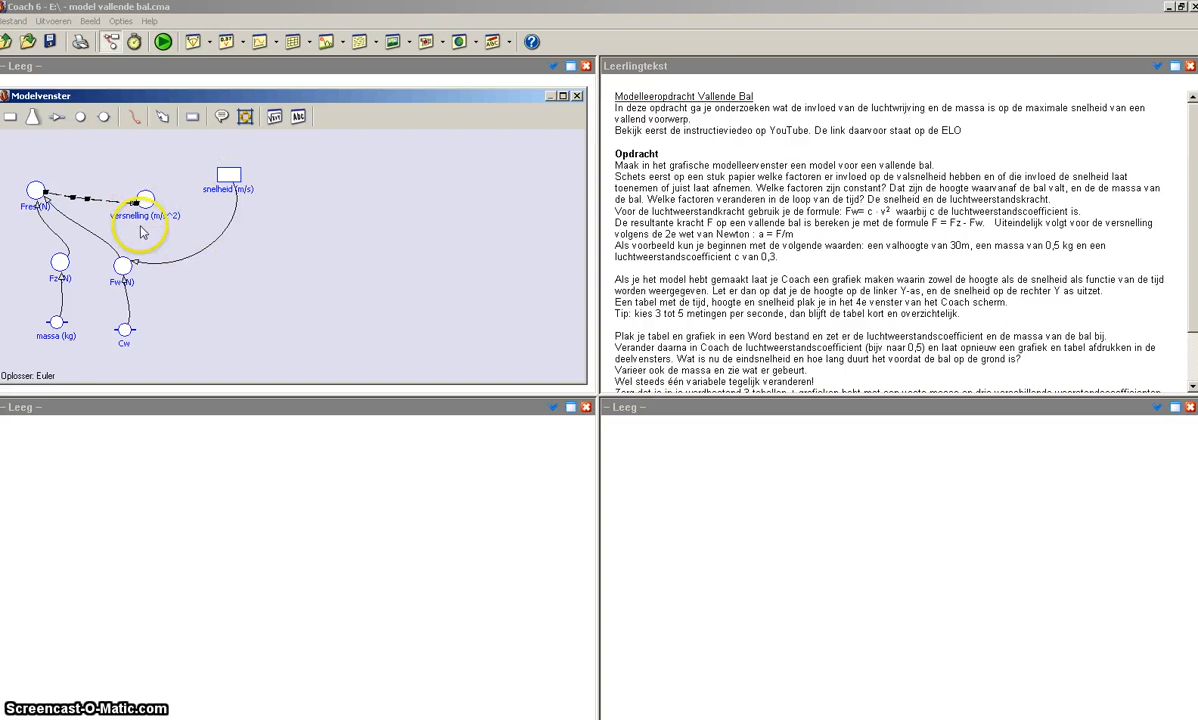 Coach 6 - E:\ - model vallende bal.cma
Bestand Uitvoeren Beeld Opties Help
-- Leeg --
Modelvenster
snelheid (m/s)
Fres (N)
versnelling (m/s^2)
Fz (N)
Fw (N)
massa (kg)
Cw
Oplosser: Euler
Leerlingtekst
Modelleeropdracht Vallende Bal
In deze opdracht ga je onderzoeken wat de invloed van de luchtwrijving en de massa is op de maximale snelheid van een
vallend voorwerp.
Bekijk eerst de instructieviedeo op YouTube. De link daarvoor staat op de ELO
Opdracht
Maak in het grafische modelleervenster een model voor een vallende bal.
Schets eerst op een stuk papier welke factoren er invloed op de valsnelheid hebben en of die invloed de snelheid laat
toenemen of juist laat afnemen. Welke factoren zijn constant? Dat zijn de hoogte waarvanaf de bal valt, en de de massa van
de bal. Welke factoren veranderen in de loop van de tijd? De snelheid en de luchtweerstandskracht.
Voor de luchtweerstandkracht gebruik je de formule: Fw= c · v² waarbij c de luchtweerstandscoefficient is.
De resultante kracht F op een vallende bal is bereken je met de formule F = Fz - Fw. Uiteindelijk volgt voor de versnelling
volgens de 2e wet van Newton : a = F/m
Als voorbeeld kun je beginnen met de volgende waarden: een valhoogte van 30m, een massa van 0,5 kg en een
luchtweerstandcoefficient c van 0,3.
Als je het model hebt gemaakt laat je Coach een grafiek maken waarin zowel de hoogte als de snelheid als functie van de tijd
worden weergegeven. Let er dan op dat je de hoogte op de linker Y-as, en de snelheid op de rechter Y as uitzet.
Een tabel met de tijd, hoogte en snelheid plak je in het 4e venster van het Coach scherm.
Tip: kies 3 tot 5 metingen per seconde, dan blijft de tabel kort en overzichtelijk.
Plak je tabel en grafiek in een Word bestand en zet er de luchtweerstandscoefficient en de massa van de bal bij.
Verander daarna in Coach de luchtweerstandscoefficient (bijv naar 0,5) en laat opnieuw een grafiek en tabel afdrukken in de
deelvensters. Wat is nu de eindsnelheid en hoe lang duurt het voordat de bal op de grond is?
Varieer ook de massa en zie wat er gebeurt.
Wel steeds één variabele tegelijk veranderen!
-- Leeg --
-- Leeg --
Screencast-O-Matic.com